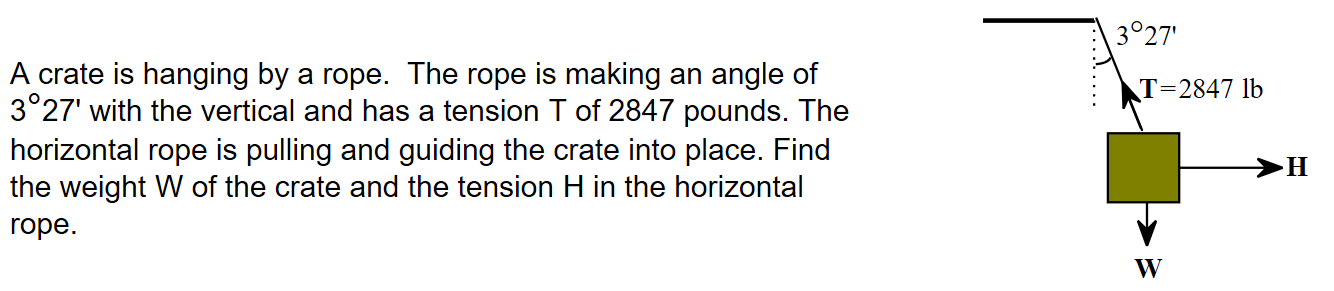 A crate is hanging by a rope.  The rope is making an angle of
3°27' with the vertical and has a tension T of 2847 pounds. The
horizontal rope is pulling and guiding the crate into place. Find
the weight W of the crate and the tension H in the horizontal
rope.
3°27'
T=2847 lb
H
W